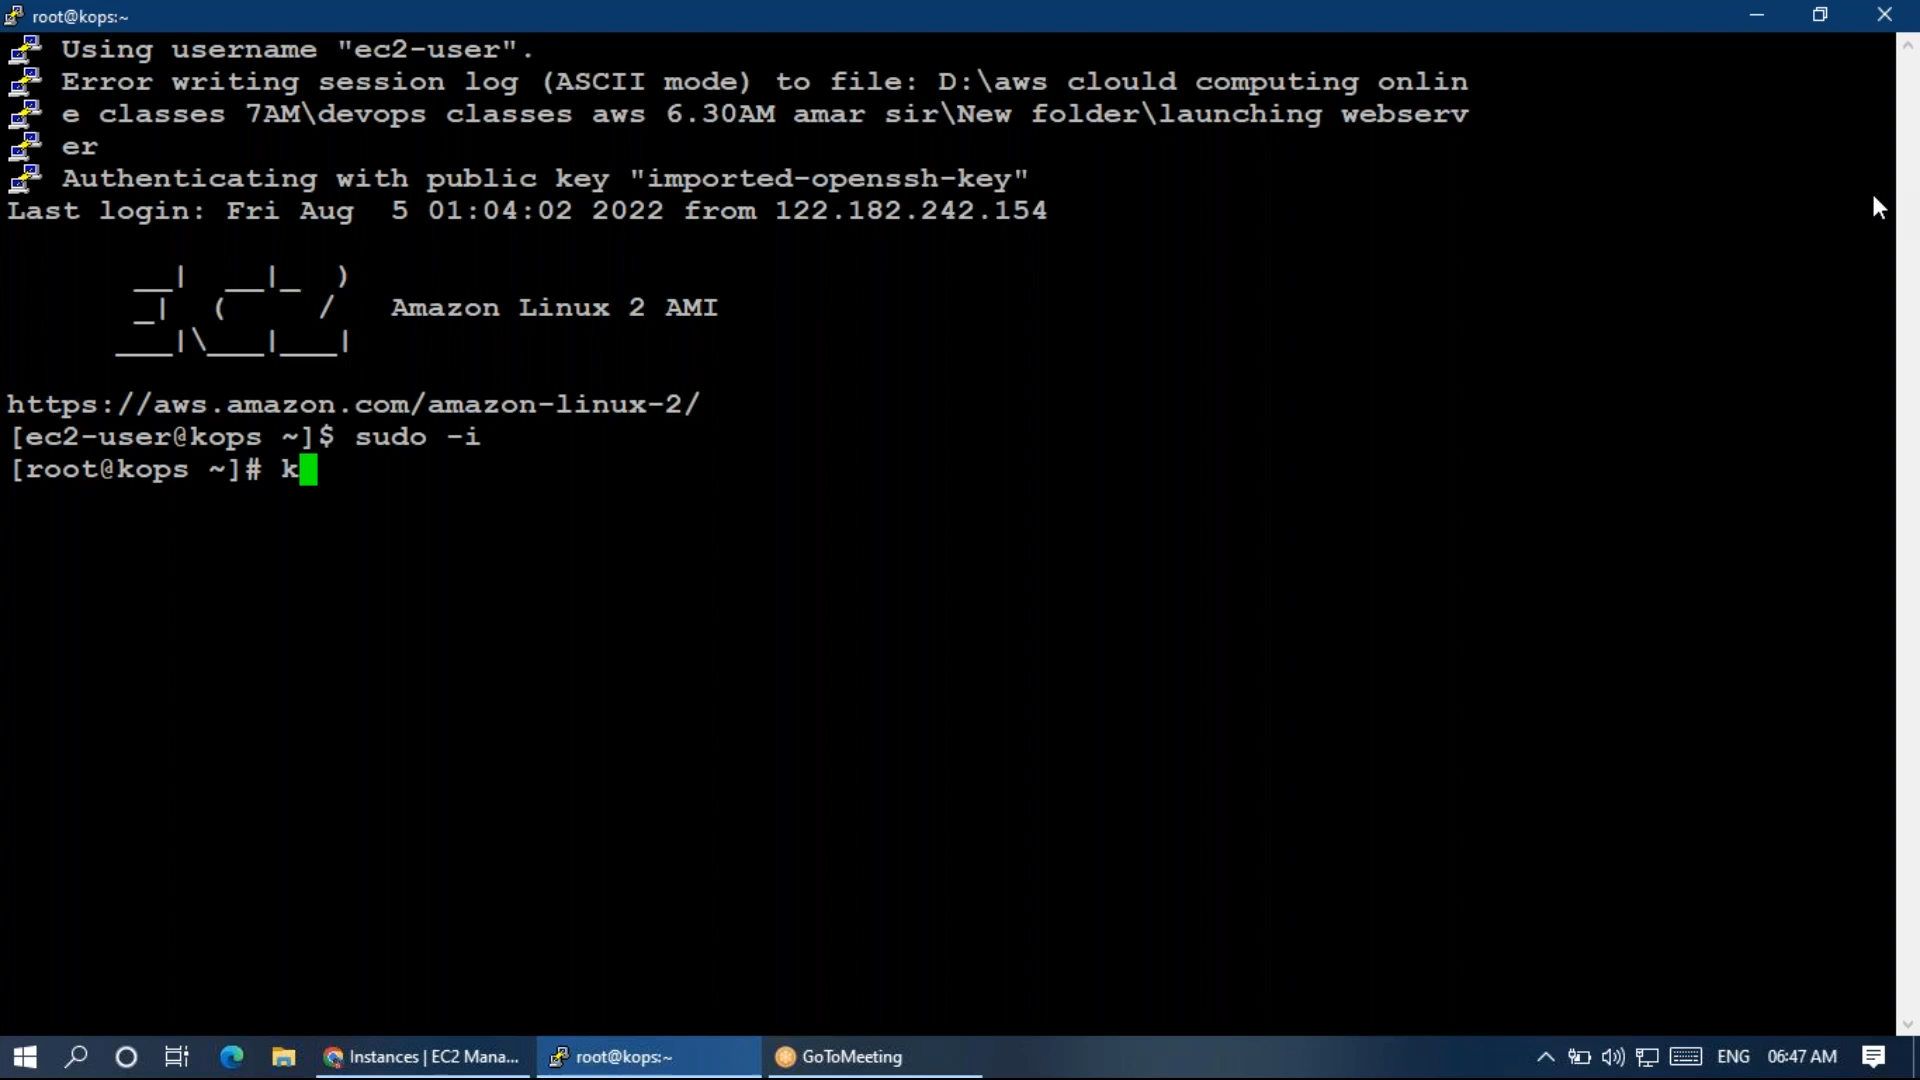 root@kops:~
Using username "ec2-user".
Error writing session log (ASCII mode) to file: D:\aws clould computing onlin
e classes 7AM\devops classes aws 6.30AM amar sir\New folder\launching webserv
er
Authenticating with public key "imported-openssh-key"
Last login: Fri Aug  5 01:04:02 2022 from 122.182.242.154
       __|  __|_  )
       _|  (     /   Amazon Linux 2 AMI
      ___|\___|___|
https://aws.amazon.com/amazon-linux-2/
[ec2-user@kops ~]$ sudo -i
[root@kops ~]# k
Instances | EC2 Mana...
root@kops:~
GoToMeeting
ENG
06:47 AM